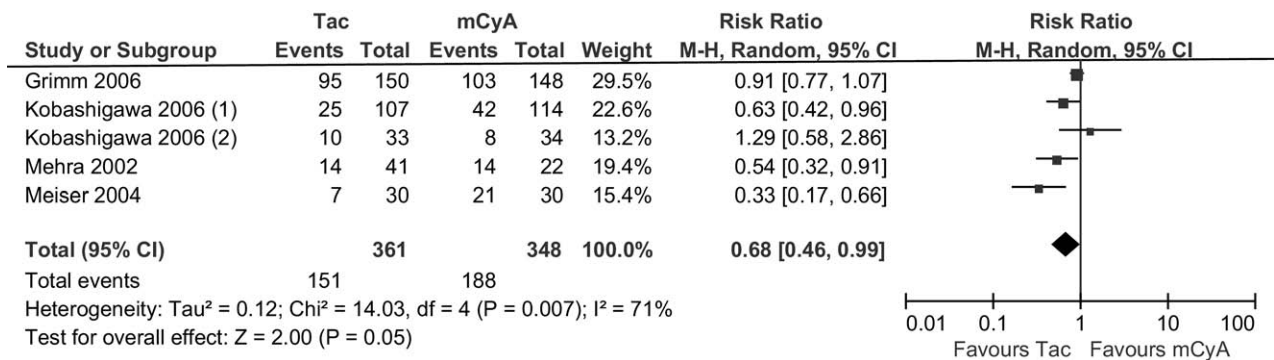 Tac mCyA Risk Ratio Risk Ratio
Study or Subgroup Events Total Events Total Weight M-H, Random, 95% CI M-H, Random, 95% CI
Grimm 2006 95 150 103 148 29.5% 0.91 [0.77, 1.07]
Kobashigawa 2006 (1) 25 107 42 114 22.6% 0.63 [0.42, 0.96]
Kobashigawa 2006 (2) 10 33 8 34 13.2% 1.29 [0.58, 2.86]
Mehra 2002 14 41 14 22 19.4% 0.54 [0.32, 0.91]
Meiser 2004 7 30 21 30 15.4% 0.33 [0.17, 0.66]
Total (95% CI) 361 348 100.0% 0.68 [0.46, 0.99]
Total events 151 188
Heterogeneity: Tau² = 0.12; Chi² = 14.03, df = 4 (P = 0.007); I² = 71%
Test for overall effect: Z = 2.00 (P = 0.05)
0.01 0.1 1 10 100
Favours Tac Favours mCyA